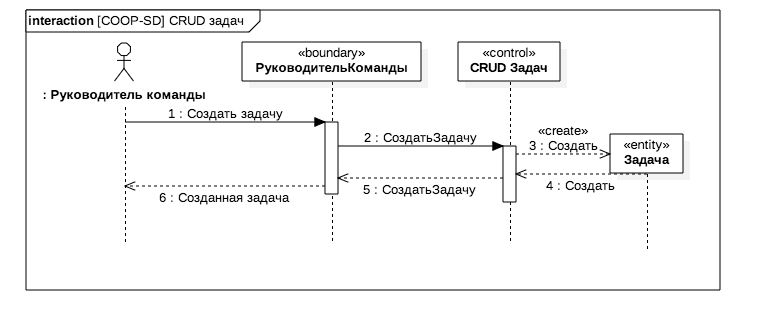 interaction [COOP-SD] CRUD задач
«boundary»
РуководительКоманды
«control»
CRUD Задач
: Руководитель команды
1 : Создать задачу
2 : СоздатьЗадачу
«create»
3 : Создать
«entity»
Задача
4 : Создать
5 : СоздатьЗадачу
6 : Созданная задача